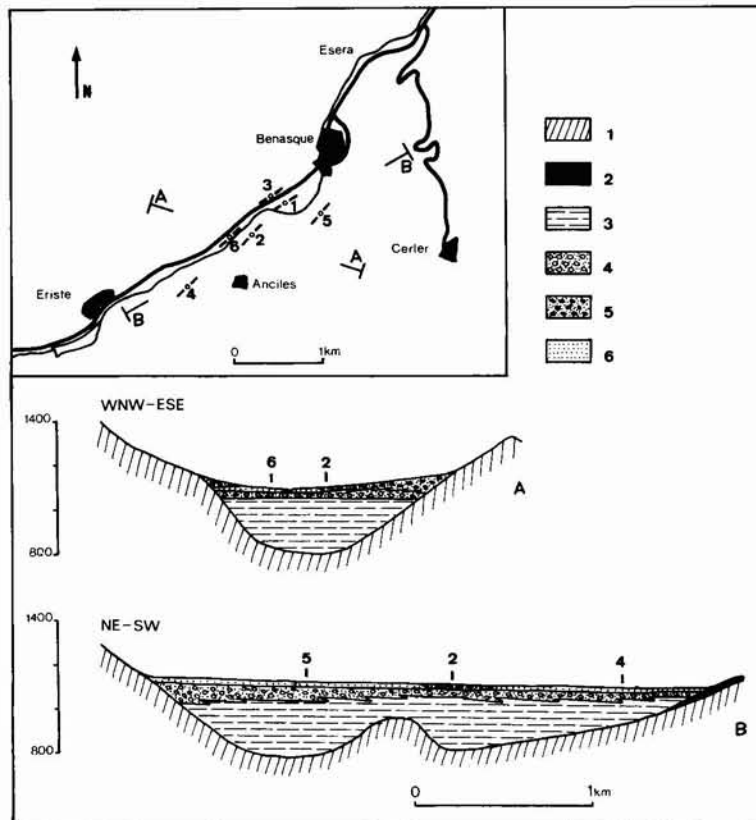 Esera
N
Benasque
B
A
3
1
5
6
2
A
Cerler
4
Anciles
Eriste
B
0 1km
1
2
3
4
5
6
WNW-ESE
1400
6 2
A
800
1400
NE-SW
5 2 4
800
B
0 1km